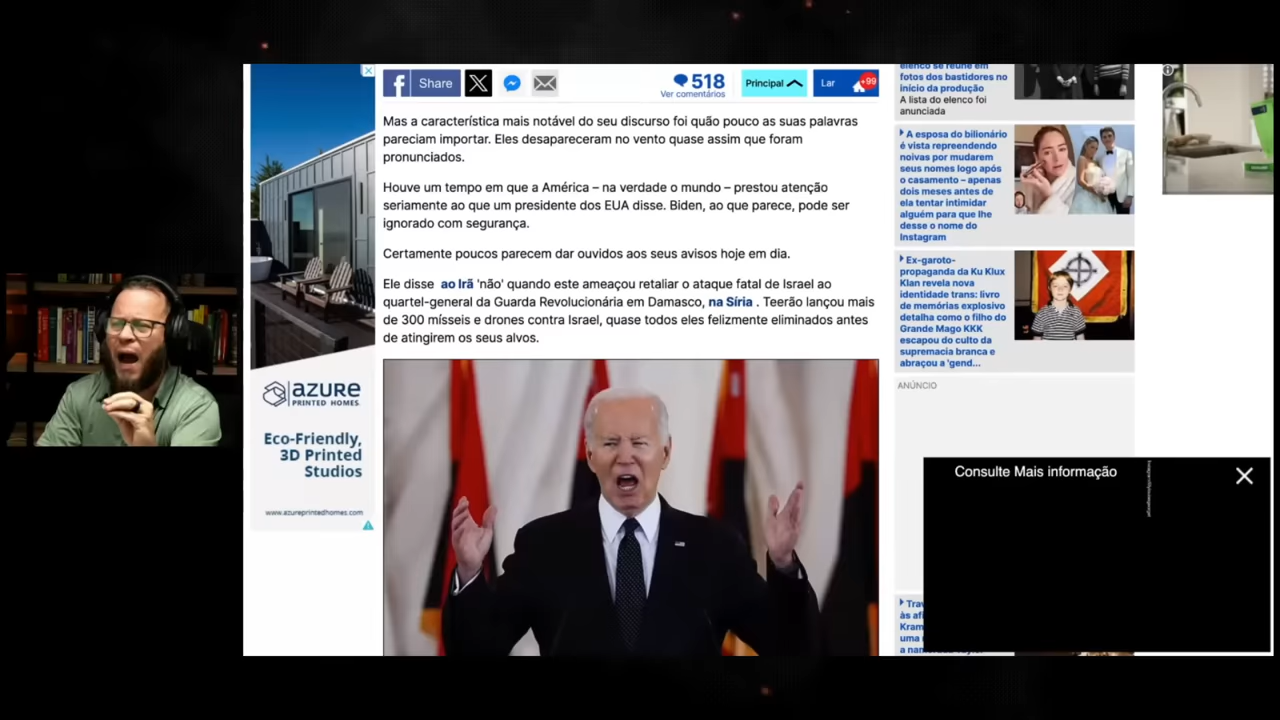 Share
X
518
Ver comentários
Principal
Lar
+99
Mas a característica mais notável do seu discurso foi quão pouco as suas palavras
pareciam importar. Eles desapareceram no vento quase assim que foram
pronunciados.
Houve um tempo em que a América – na verdade o mundo – prestou atenção
seriamente ao que um presidente dos EUA disse. Biden, ao que parece, pode ser
ignorado com segurança.
Certamente poucos parecem dar ouvidos aos seus avisos hoje em dia.
Ele disse ao Irã 'não' quando este ameaçou retaliar o ataque fatal de Israel ao
quartel-general da Guarda Revolucionária em Damasco, na Síria . Teerão lançou mais
de 300 mísseis e drones contra Israel, quase todos eles felizmente eliminados antes
de atingirem os seus alvos.
AZURE
PRINTED HOMES
Eco-Friendly,
3D Printed
Studios
www.azureprintedhomes.com
elenco se reúne em
fotos dos bastidores no
início da produção
A lista do elenco foi
anunciada
A esposa do bilionário
é vista repreendendo
noivas por mudarem
seus nomes logo após
o casamento – apenas
dois meses antes de
ela tentar intimidar
alguém para que lhe
desse o nome do
Instagram
Ex-garoto-
propaganda da Ku Klux
Klan revela nova
identidade trans: livro
de memórias explosivo
detalha como o filho do
Grande Mago KKK
escapou do culto da
supremacia branca e
abraçou a 'gend...
ANÚNCIO
Consulte Mais informação